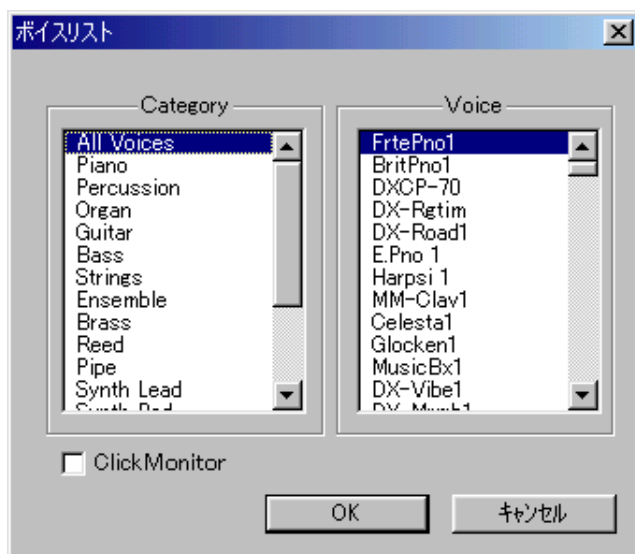 ボイスリスト
Category
All Voices
Piano
Percussion
Organ
Guitar
Bass
Strings
Ensemble
Brass
Reed
Pipe
Synth Lead
Voice
FrtePno1
BritPno1
DXCP-70
DX-Rgtim
DX-Road1
E.Pno 1
Harpsi 1
MM-Clav1
Celesta1
Glocken1
MusicBx1
DX-Vibe1
ClickMonitor
OK
キャンセル